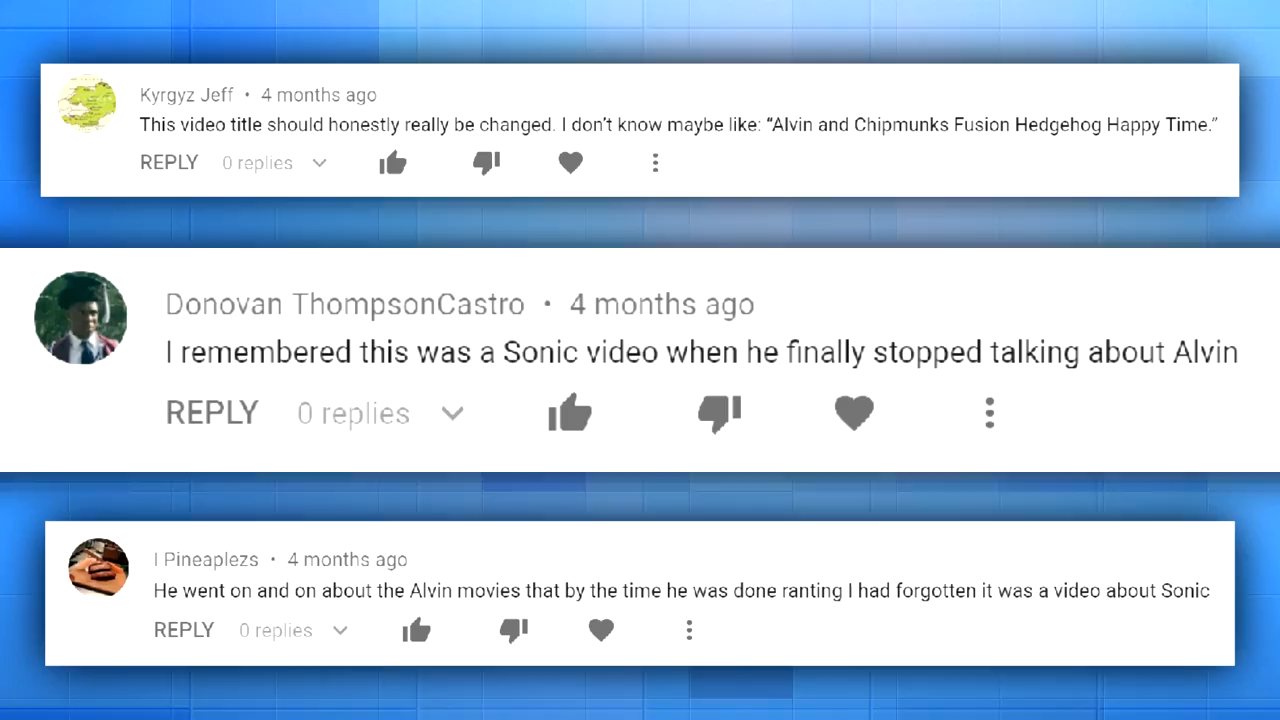 Kyrgyz Jeff • 4 months ago
This video title should honestly really be changed. I don’t know maybe like: “Alvin and Chipmunks Fusion Hedgehog Happy Time.”
REPLY 0 replies
Donovan ThompsonCastro • 4 months ago
I remembered this was a Sonic video when he finally stopped talking about Alvin
REPLY 0 replies
I Pineaplezs • 4 months ago
He went on and on about the Alvin movies that by the time he was done ranting I had forgotten it was a video about Sonic
REPLY 0 replies